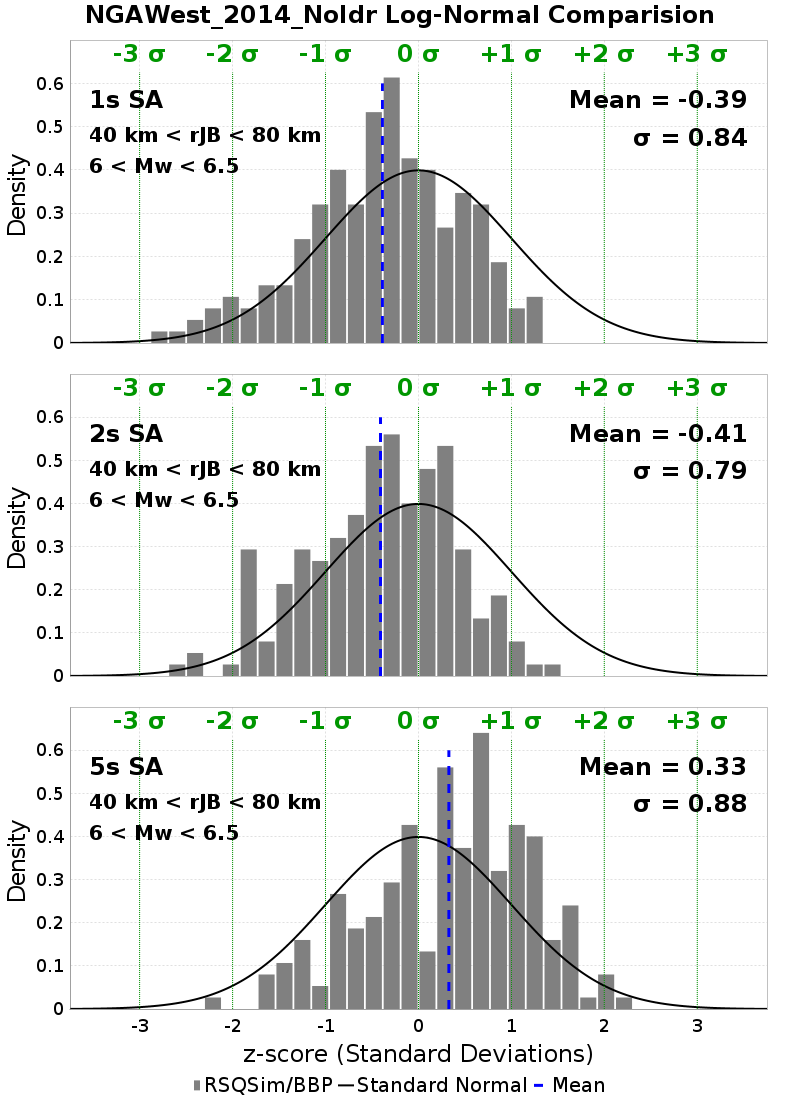 NGAWest_2014_NoIdr Log-Normal Comparision
-3 σ -2 σ -1 σ 0 σ +1 σ +2 σ +3 σ
1s SA
Mean = -0.39
40 km < rJB < 80 km
σ = 0.84
6 < Mw < 6.5
Density
0.6
0.5
0.4
0.3
0.2
0.1
0
-3 σ -2 σ -1 σ 0 σ +1 σ +2 σ +3 σ
2s SA
Mean = -0.41
40 km < rJB < 80 km
σ = 0.79
6 < Mw < 6.5
Density
0.6
0.5
0.4
0.3
0.2
0.1
0
-3 σ -2 σ -1 σ 0 σ +1 σ +2 σ +3 σ
5s SA
Mean = 0.33
40 km < rJB < 80 km
σ = 0.88
6 < Mw < 6.5
Density
0.6
0.5
0.4
0.3
0.2
0.1
0
-3 -2 -1 0 1 2 3
z-score (Standard Deviations)
RSQSim/BBP Standard Normal Mean